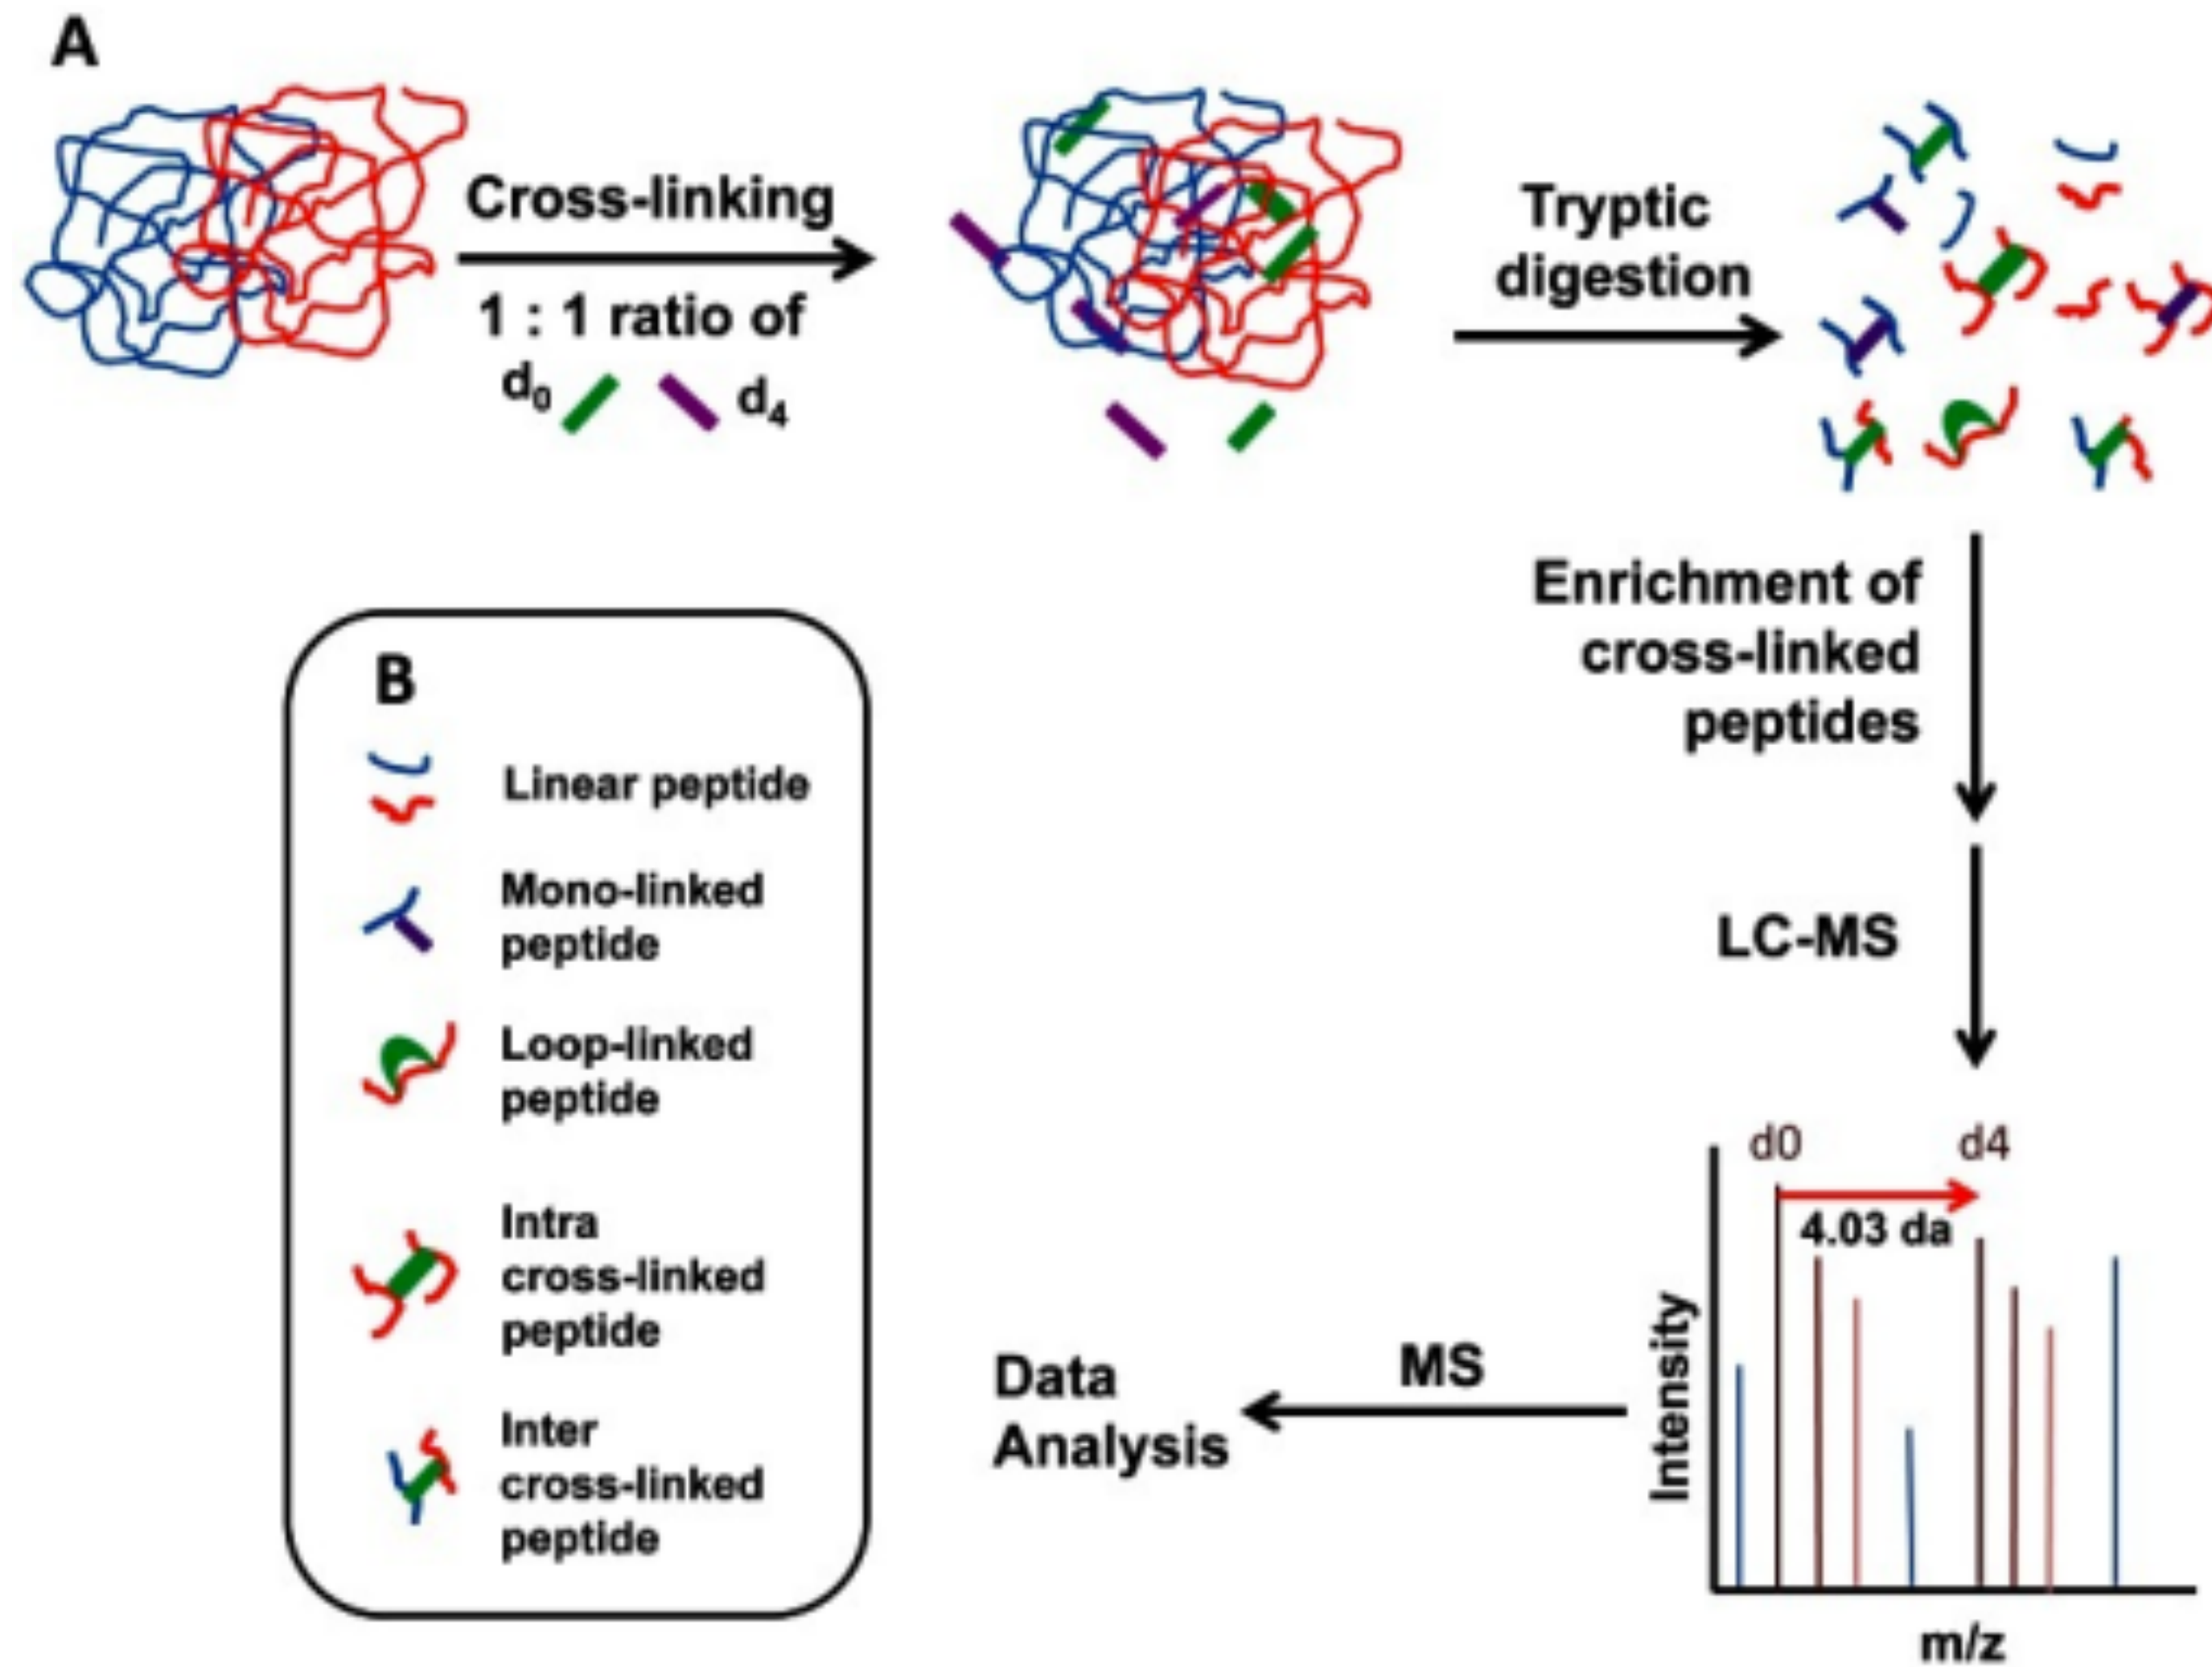 A
Cross-linking
1 : 1 ratio of
d₀ d₄
Tryptic
digestion
Enrichment of
cross-linked
peptides
LC-MS
d0 d4
4.03 da
Intensity
m/z
MS
Data
Analysis
B
Linear peptide
Mono-linked
peptide
Loop-linked
peptide
Intra
cross-linked
peptide
Inter
cross-linked
peptide